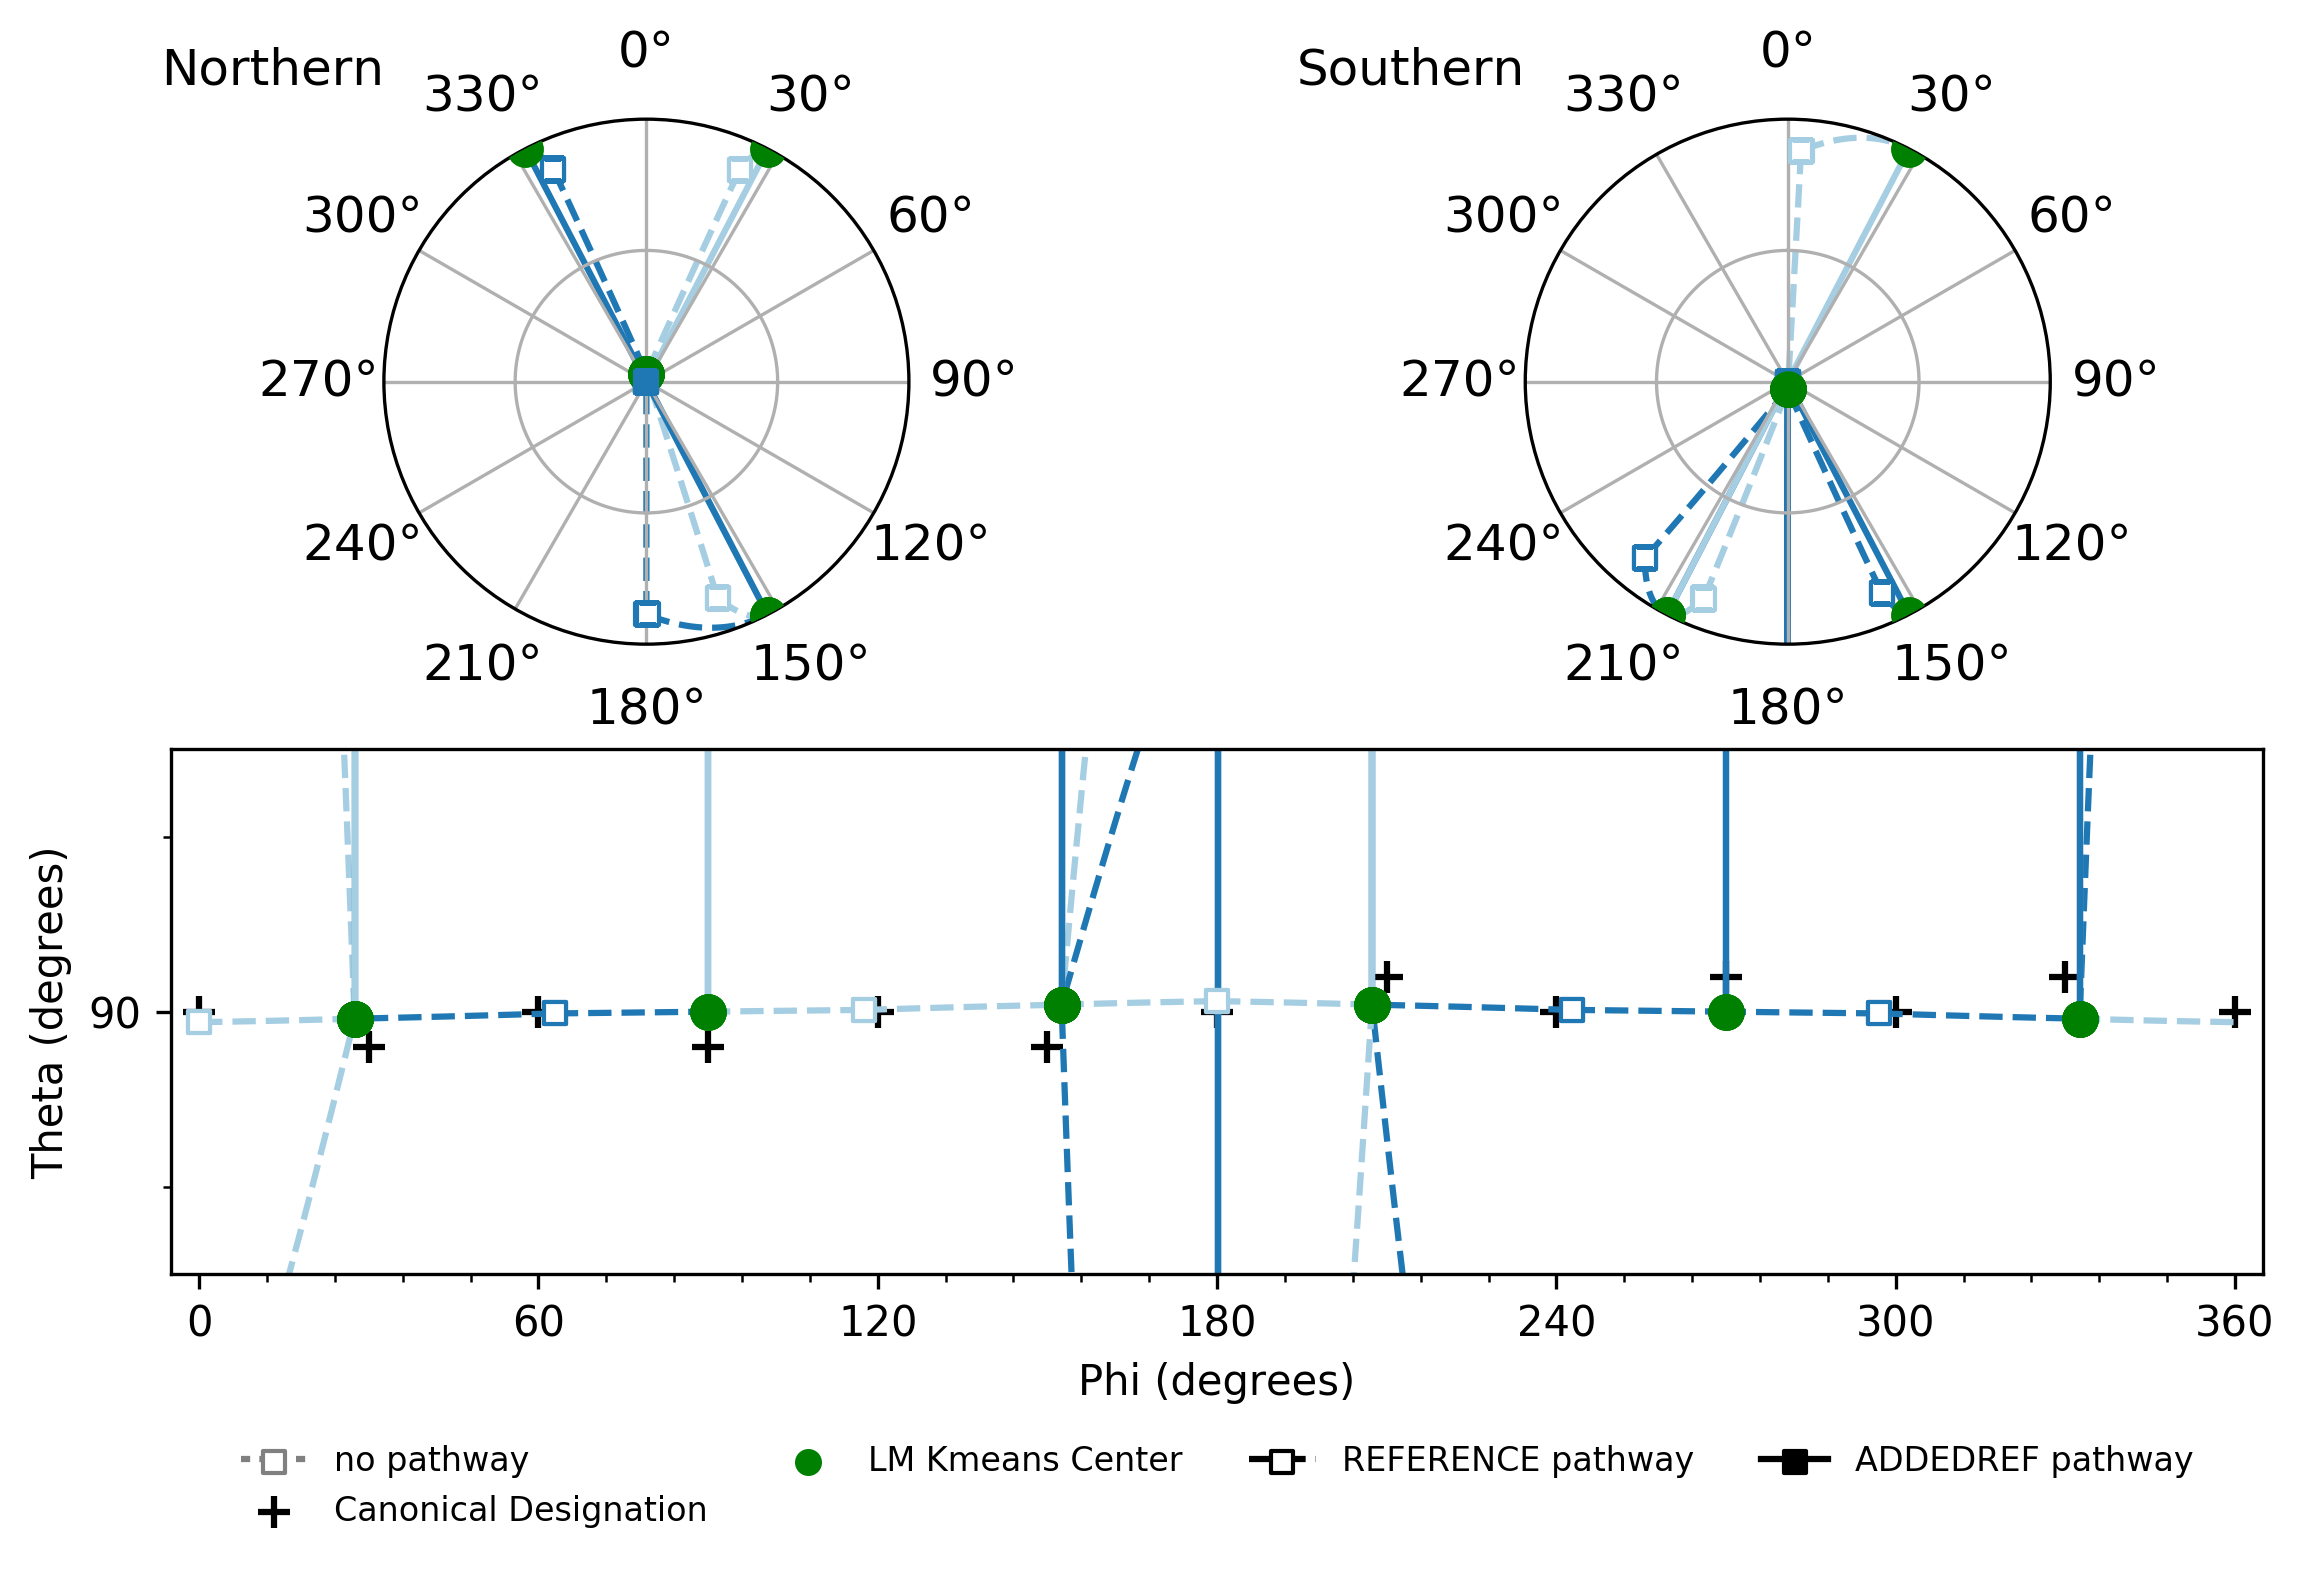 Northern
0°
30°
60°
90°
120°
150°
180°
210°
240°
270°
300°
330°
Southern
0°
30°
60°
90°
120°
150°
180°
210°
240°
270°
300°
330°
Theta (degrees)
90
0 60 120 180 240 300 360
Phi (degrees)
no pathway
Canonical Designation
LM Kmeans Center
REFERENCE pathway
ADDEDREF pathway